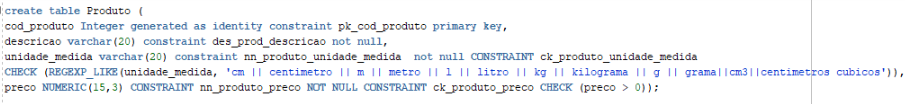 create table Produto (
cod_produto Integer generated as identity constraint pk_cod_produto primary key,
descricao varchar(20) constraint des_prod_descricao not null,
unidade_medida varchar(20) constraint nn_produto_unidade_medida  not null CONSTRAINT ck_produto_unidade_medida
CHECK (REGEXP_LIKE(unidade_medida, 'cm || centimetro || m || metro || l || litro || kg || kilograma || g || grama||cm3||centimetros cubicos')),
preco NUMERIC(15,3) CONSTRAINT nn_produto_preco NOT NULL CONSTRAINT ck_produto_preco CHECK (preco > 0));